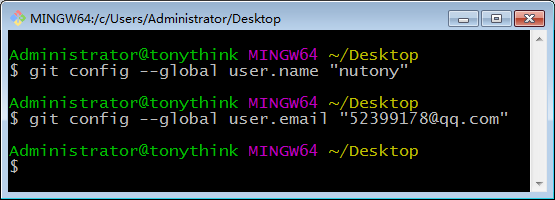 MINGW64:/c/Users/Administrator/Desktop
Administrator@tonythink MINGW64 ~/Desktop
$ git config --global user.name "nutony"
Administrator@tonythink MINGW64 ~/Desktop
$ git config --global user.email "52399178@qq.com"
Administrator@tonythink MINGW64 ~/Desktop
$